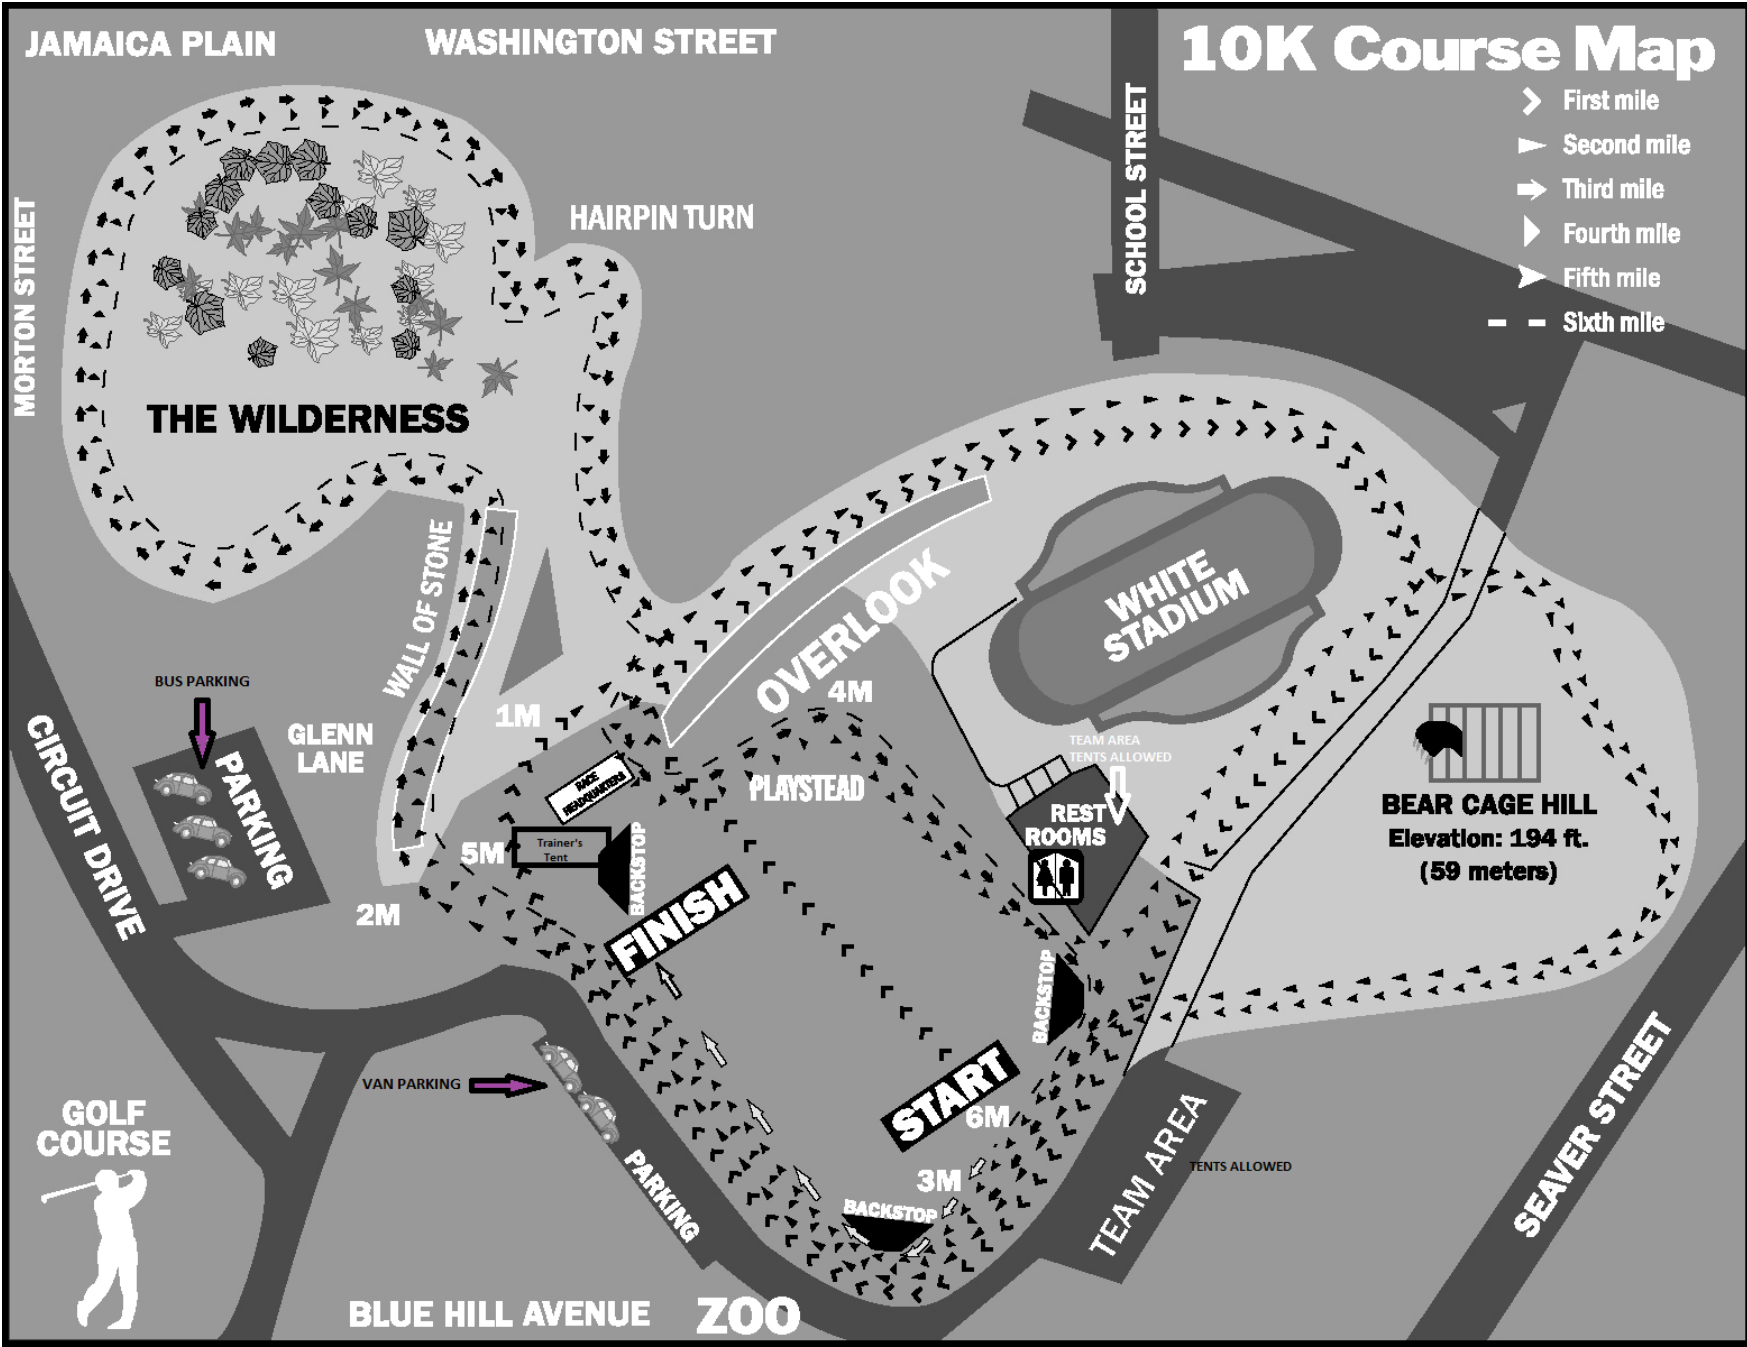 JAMAICA PLAIN
WASHINGTON STREET
10K Course Map
First mile
Second mile
Third mile
Fourth mile
Fifth mile
Sixth mile
SCHOOL STREET
HAIRPIN TURN
MORTON STREET
THE WILDERNESS
WALL OF STONE
OVERLOOK
WHITE
STADIUM
BUS PARKING
1M
4M
GLENN
LANE
CIRCUIT DRIVE
PARKING
RACE
HEADQUARTERS
PLAYSTEAD
TEAM AREA
TENTS ALLOWED
REST
ROOMS
BEAR CAGE HILL
Elevation: 194 ft.
(59 meters)
5M
Trainer's
Tent
BACKSTOP
2M
FINISH
BACKSTOP
START
6M
VAN PARKING
GOLF
COURSE
PARKING
3M
BACKSTOP
TEAM AREA
TENTS ALLOWED
SEAVER STREET
BLUE HILL AVENUE
ZOO